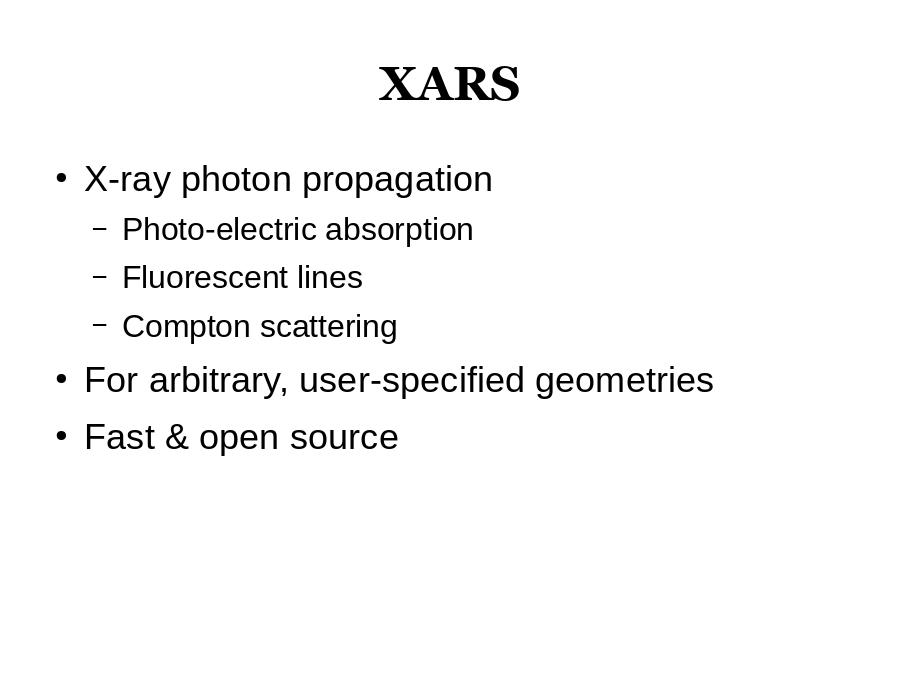 XARS
• X-ray photon propagation
– Photo-electric absorption
– Fluorescent lines
– Compton scattering
• For arbitrary, user-specified geometries
• Fast & open source